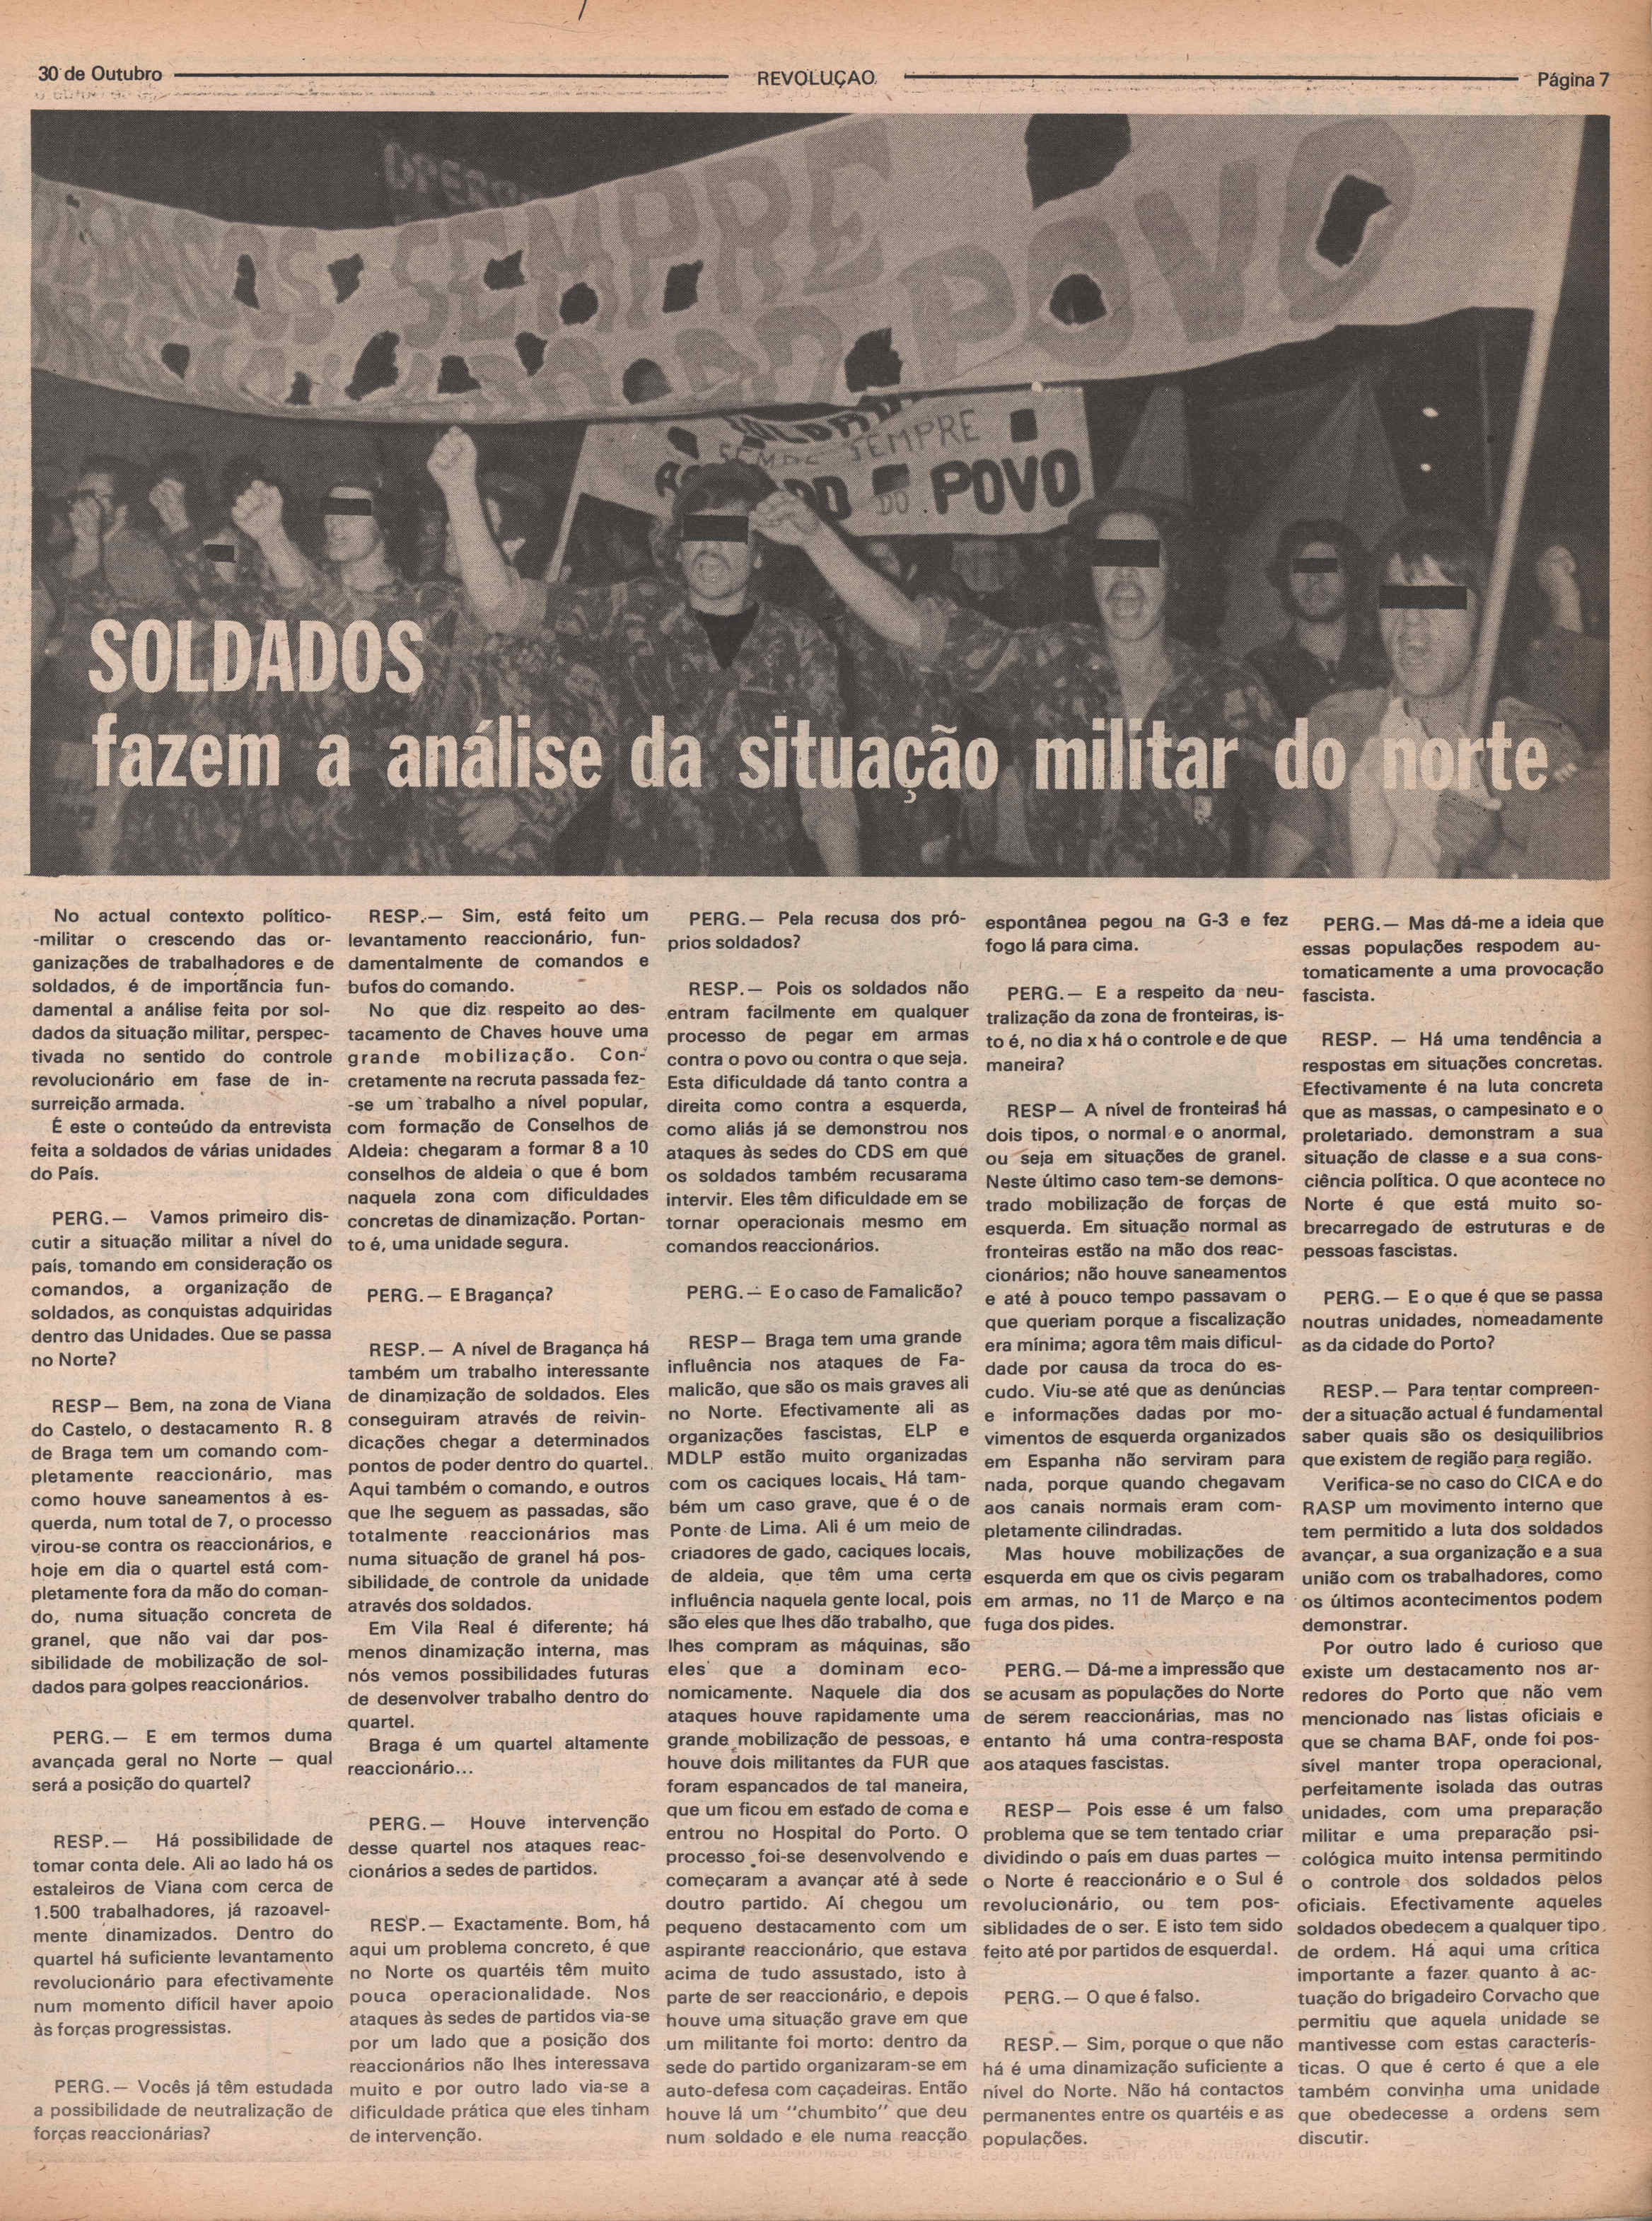 30 de Outubro
REVOLUÇAO
Página 7
SEMPRE
POVO
SEMPRE
DO POVO
SOLDADOS
fazem a análise da situação militar do norte
No actual contexto político-
-militar o crescendo das or-
ganizações de trabalhadores e de
soldados, é de importância fun-
damental a análise feita por sol-
dados da situação militar, perspec-
tivada no sentido do controle
revolucionário em fase de in-
surreição armada.
É este o conteúdo da entrevista
feita a soldados de várias unidades
do País.
PERG.— Vamos primeiro dis-
cutir a situação militar a nível do
país, tomando em consideração os
comandos, a organização de
soldados, as conquistas adquiridas
dentro das Unidades. Que se passa
no Norte?
RESP— Bem, na zona de Viana
do Castelo, o destacamento R. 8
de Braga tem um comando com-
pletamente reaccionário, mas
como houve saneamentos à es-
querda, num total de 7, o processo
virou-se contra os reaccionários, e
hoje em dia o quartel está com-
pletamente fora da mão do coman-
do, numa situação concreta de
granel, que não vai dar pos-
sibilidade de mobilização de sol-
dados para golpes reaccionários.
PERG.— E em termos duma
avançada geral no Norte — qual
será a posição do quartel?
RESP.— Há possibilidade de
tomar conta dele. Ali ao lado há os
estaleiros de Viana com cerca de
1.500 trabalhadores, já razoavel-
mente dinamizados. Dentro do
quartel há suficiente levantamento
revolucionário para efectivamente
num momento difícil haver apoio
às forças progressistas.
PERG.— Vocês já têm estudada
a possibilidade de neutralização de
forças reaccionárias?
RESP.— Sim, está feito um
levantamento reaccionário, fun-
damentalmente de comandos e
bufos do comando.
No que diz respeito ao des-
tacamento de Chaves houve uma
grande mobilização. Con-
cretamente na recruta passada fez-
-se um trabalho a nível popular,
com formação de Conselhos de
Aldeia: chegaram a formar 8 a 10
conselhos de aldeia o que é bom
naquela zona com dificuldades
concretas de dinamização. Portan-
to é, uma unidade segura.
PERG.— E Bragança?
RESP.— A nível de Bragança há
também um trabalho interessante
de dinamização de soldados. Eles
conseguiram através de reivin-
dicações chegar a determinados
pontos de poder dentro do quartel.
Aqui também o comando, e outros
que lhe seguem as passadas, são
totalmente reaccionários mas
numa situação de granel há pos-
sibilidade de controle da unidade
através dos soldados.
Em Vila Real é diferente; há
menos dinamização interna, mas
nós vemos possibilidades futuras
de desenvolver trabalho dentro do
quartel.
Braga é um quartel altamente
reaccionário...
PERG.— Houve intervenção
desse quartel nos ataques reac-
cionários a sedes de partidos.
RESP.— Exactamente. Bom, há
aqui um problema concreto, é que
no Norte os quartéis têm muito
pouca operacionalidade. Nos
ataques às sedes de partidos via-se
por um lado que a posição dos
reaccionários não lhes interessava
muito e por outro lado via-se a
dificuldade prática que eles tinham
de intervenção.
PERG.— Pela recusa dos pró-
prios soldados?
RESP.— Pois os soldados não
entram facilmente em qualquer
processo de pegar em armas
contra o povo ou contra o que seja.
Esta dificuldade dá tanto contra a
direita como contra a esquerda,
como aliás já se demonstrou nos
ataques às sedes do CDS em que
os soldados também recusarama
intervir. Eles têm dificuldade em se
tornar operacionais mesmo em
comandos reaccionários.
PERG.— E o caso de Famalicão?
RESP— Braga tem uma grande
influência nos ataques de Fa-
malicão, que são os mais graves ali
no Norte. Efectivamente ali as
organizações fascistas, ELP e
MDLP estão muito organizadas
com os caciques locais. Há tam-
bém um caso grave, que é o de
Ponte de Lima. Ali é um meio de
criadores de gado, caciques locais,
de aldeia, que têm uma certa
influência naquela gente local, pois
são eles que lhes dão trabalho, que
lhes compram as máquinas, são
eles que a dominam eco-
nomicamente. Naquele dia dos
ataques houve rapidamente uma
grande mobilização de pessoas, e
houve dois militantes da FUR que
foram espancados de tal maneira,
que um ficou em estado de coma e
entrou no Hospital do Porto. O
processo foi-se desenvolvendo e
começaram a avançar até à sede
doutro partido. Aí chegou um
pequeno destacamento com um
aspirante reaccionário, que estava
acima de tudo assustado, isto à
parte de ser reaccionário, e depois
houve uma situação grave em que
um militante foi morto: dentro da
sede do partido organizaram-se em
auto-defesa com caçadeiras. Então
houve lá um "chumbito" que deu
num soldado e ele numa reacção
espontânea pegou na G-3 e fez
fogo lá para cima.
PERG.— E a respeito da neu-
tralização da zona de fronteiras, is-
to é, no dia x há o controle e de que
maneira?
RESP— A nível de fronteiras há
dois tipos, o normal e o anormal,
ou seja em situações de granel.
Neste último caso tem-se demons-
trado mobilização de forças de
esquerda. Em situação normal as
fronteiras estão na mão dos reac-
cionários; não houve saneamentos
e até à pouco tempo passavam o
que queriam porque a fiscalização
era mínima; agora têm mais dificul-
dade por causa da troca do es-
cudo. Viu-se até que as denúncias
e informações dadas por mo-
vimentos de esquerda organizados
em Espanha não serviram para
nada, porque quando chegavam
aos canais normais eram com-
pletamente cilindradas.
Mas houve mobilizações de
esquerda em que os civis pegaram
em armas, no 11 de Março e na
fuga dos pides.
PERG.— Dá-me a impressão que
se acusam as populações do Norte
de serem reaccionárias, mas no
entanto há uma contra-resposta
aos ataques fascistas.
RESP— Pois esse é um falso
problema que se tem tentado criar
dividindo o país em duas partes —
o Norte é reaccionário e o Sul é
revolucionário, ou tem pos-
siblidades de o ser. E isto tem sido
feito até por partidos de esquerda!.
PERG.— O que é falso.
RESP.— Sim, porque o que não
há é uma dinamização suficiente a
nível do Norte. Não há contactos
permanentes entre os quartéis e as
populações.
PERG.— Mas dá-me a ideia que
essas populações respodem au-
tomaticamente a uma provocação
fascista.
RESP. — Há uma tendência a
respostas em situações concretas.
Efectivamente é na luta concreta
que as massas, o campesinato e o
proletariado. demonstram a sua
situação de classe e a sua cons-
ciência política. O que acontece no
Norte é que está muito so-
brecarregado de estruturas e de
pessoas fascistas.
PERG.— E o que é que se passa
noutras unidades, nomeadamente
as da cidade do Porto?
RESP.— Para tentar compreen-
der a situação actual é fundamental
saber quais são os desiquilibrios
que existem de região para região.
Verifica-se no caso do CICA e do
RASP um movimento interno que
tem permitido a luta dos soldados
avançar, a sua organização e a sua
união com os trabalhadores, como
os últimos acontecimentos podem
demonstrar.
Por outro lado é curioso que
existe um destacamento nos ar-
redores do Porto que não vem
mencionado nas listas oficiais e
que se chama BAF, onde foi pos-
sível manter tropa operacional,
perfeitamente isolada das outras
unidades, com uma preparação
militar e uma preparação psi-
cológica muito intensa permitindo
o controle dos soldados pelos
oficiais. Efectivamente aqueles
soldados obedecem a qualquer tipo
de ordem. Há aqui uma crítica
importante a fazer quanto à ac-
tuação do brigadeiro Corvacho que
permitiu que aquela unidade se
mantivesse com estas caracterís-
ticas. O que é certo é que a ele
também convinha uma unidade
que obedecesse a ordens sem
discutir.